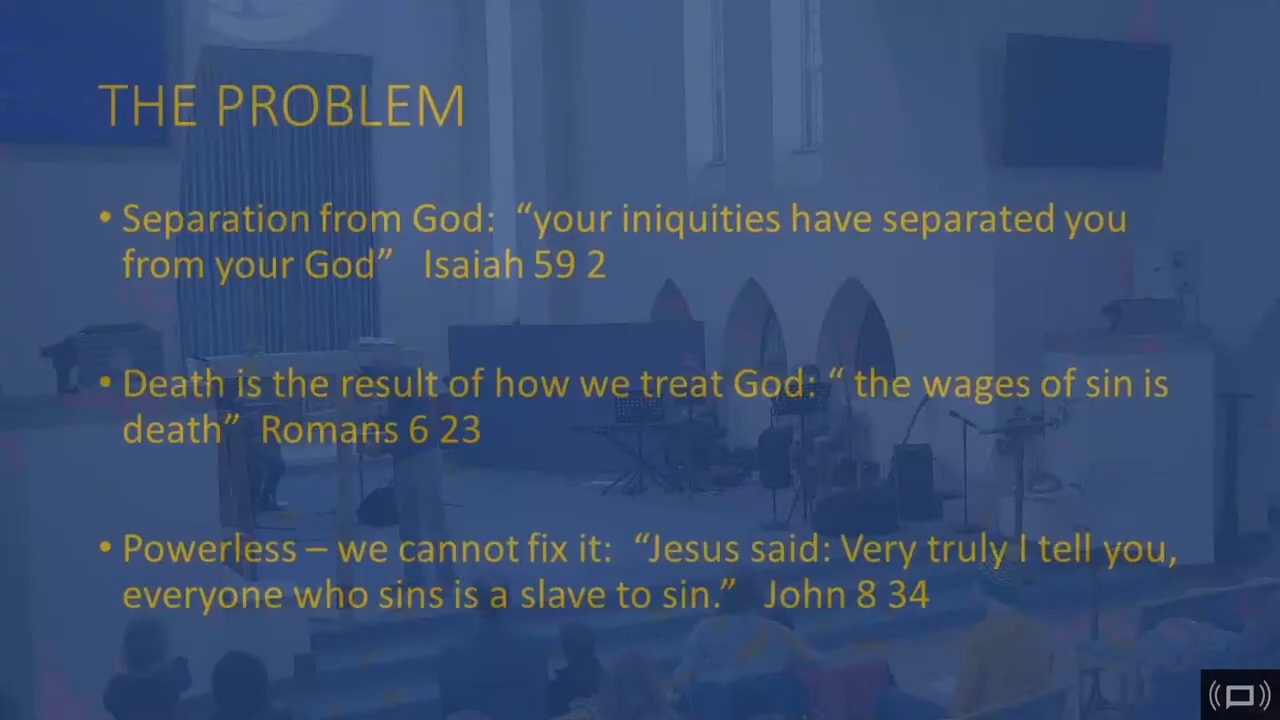 THE PROBLEM
• Separation from God: “your iniquities have separated you
from your God” Isaiah 59 2
• Death is the result of how we treat God: “ the wages of sin is
death” Romans 6 23
• Powerless – we cannot fix it: “Jesus said: Very truly I tell you,
everyone who sins is a slave to sin.” John 8 34